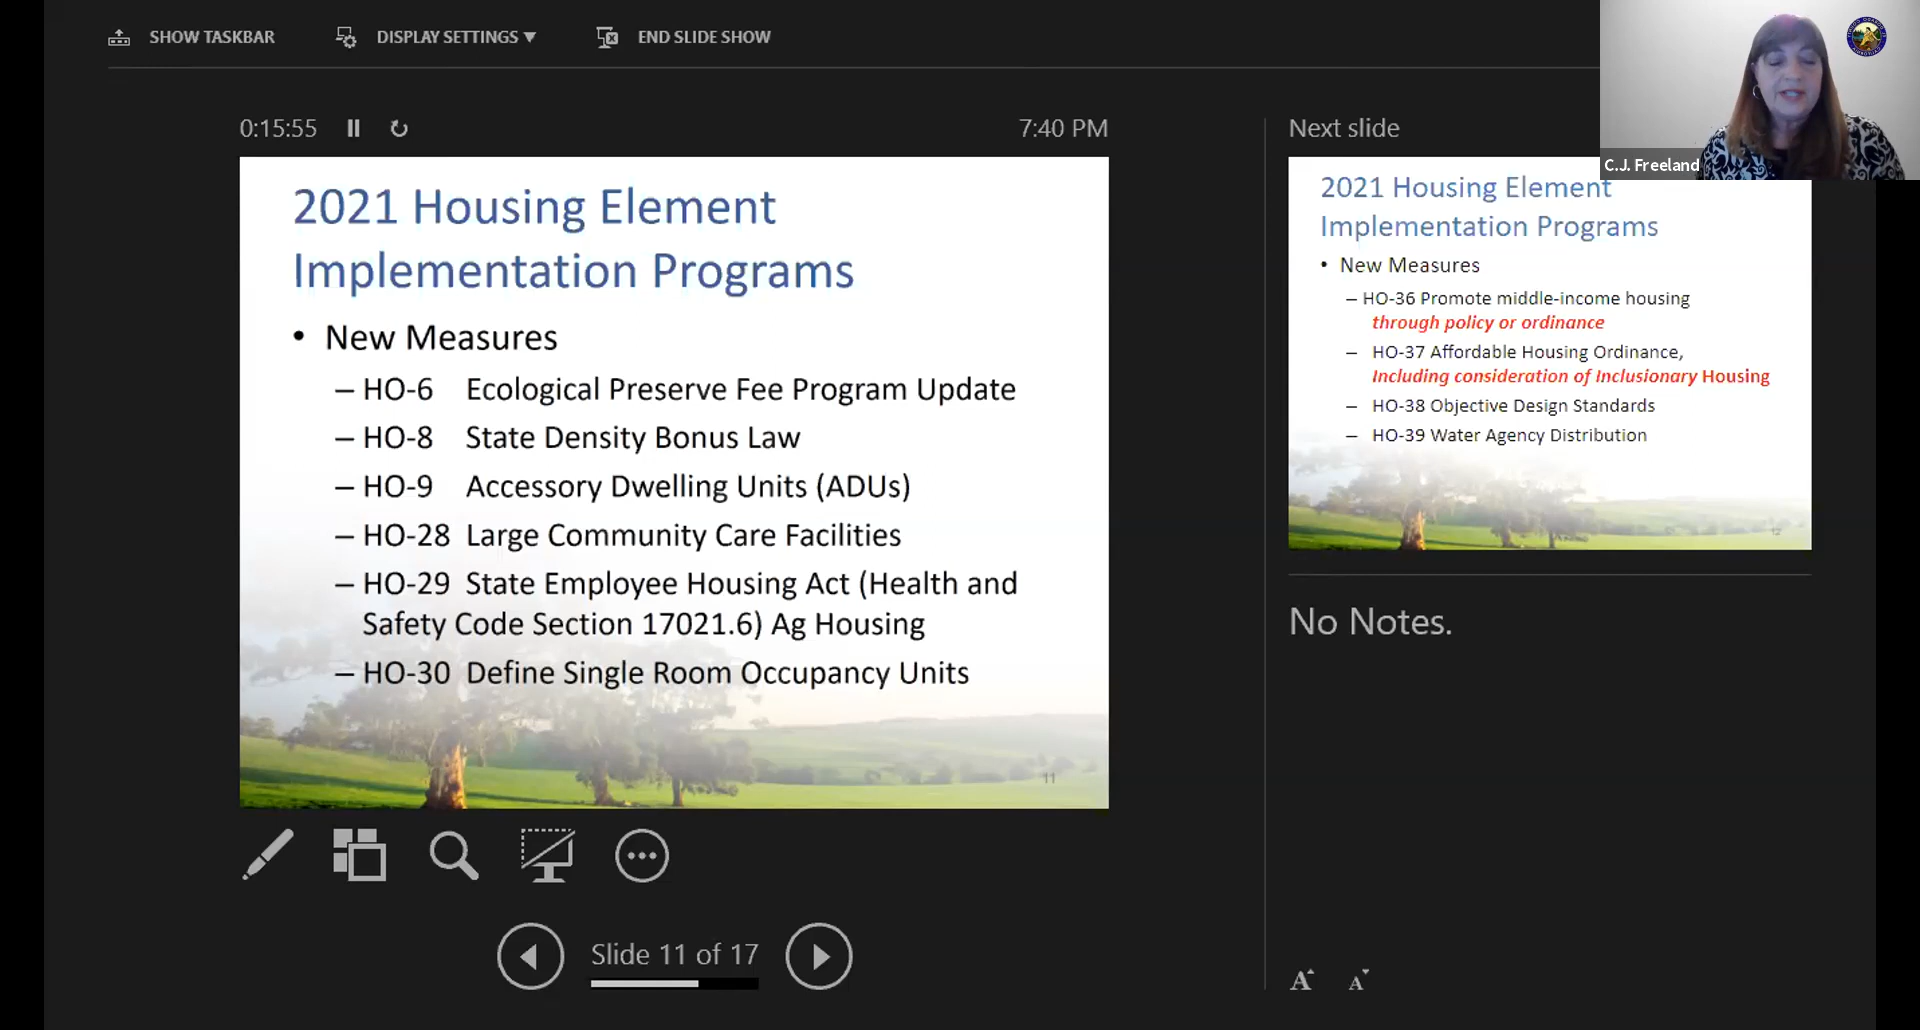 SHOW TASKBAR
DISPLAY SETTINGS ▼
END SLIDE SHOW
0:15:55
7:40 PM
2021 Housing Element
Implementation Programs
• New Measures
– HO-6 Ecological Preserve Fee Program Update
– HO-8 State Density Bonus Law
– HO-9 Accessory Dwelling Units (ADUs)
– HO-28 Large Community Care Facilities
– HO-29 State Employee Housing Act (Health and
Safety Code Section 17021.6) Ag Housing
– HO-30 Define Single Room Occupancy Units
11
Slide 11 of 17
Next slide
C.J. Freeland
2021 Housing Element
Implementation Programs
• New Measures
– HO-36 Promote middle-income housing
through policy or ordinance
– HO-37 Affordable Housing Ordinance,
Including consideration of Inclusionary Housing
– HO-38 Objective Design Standards
– HO-39 Water Agency Distribution
12
No Notes.
A A